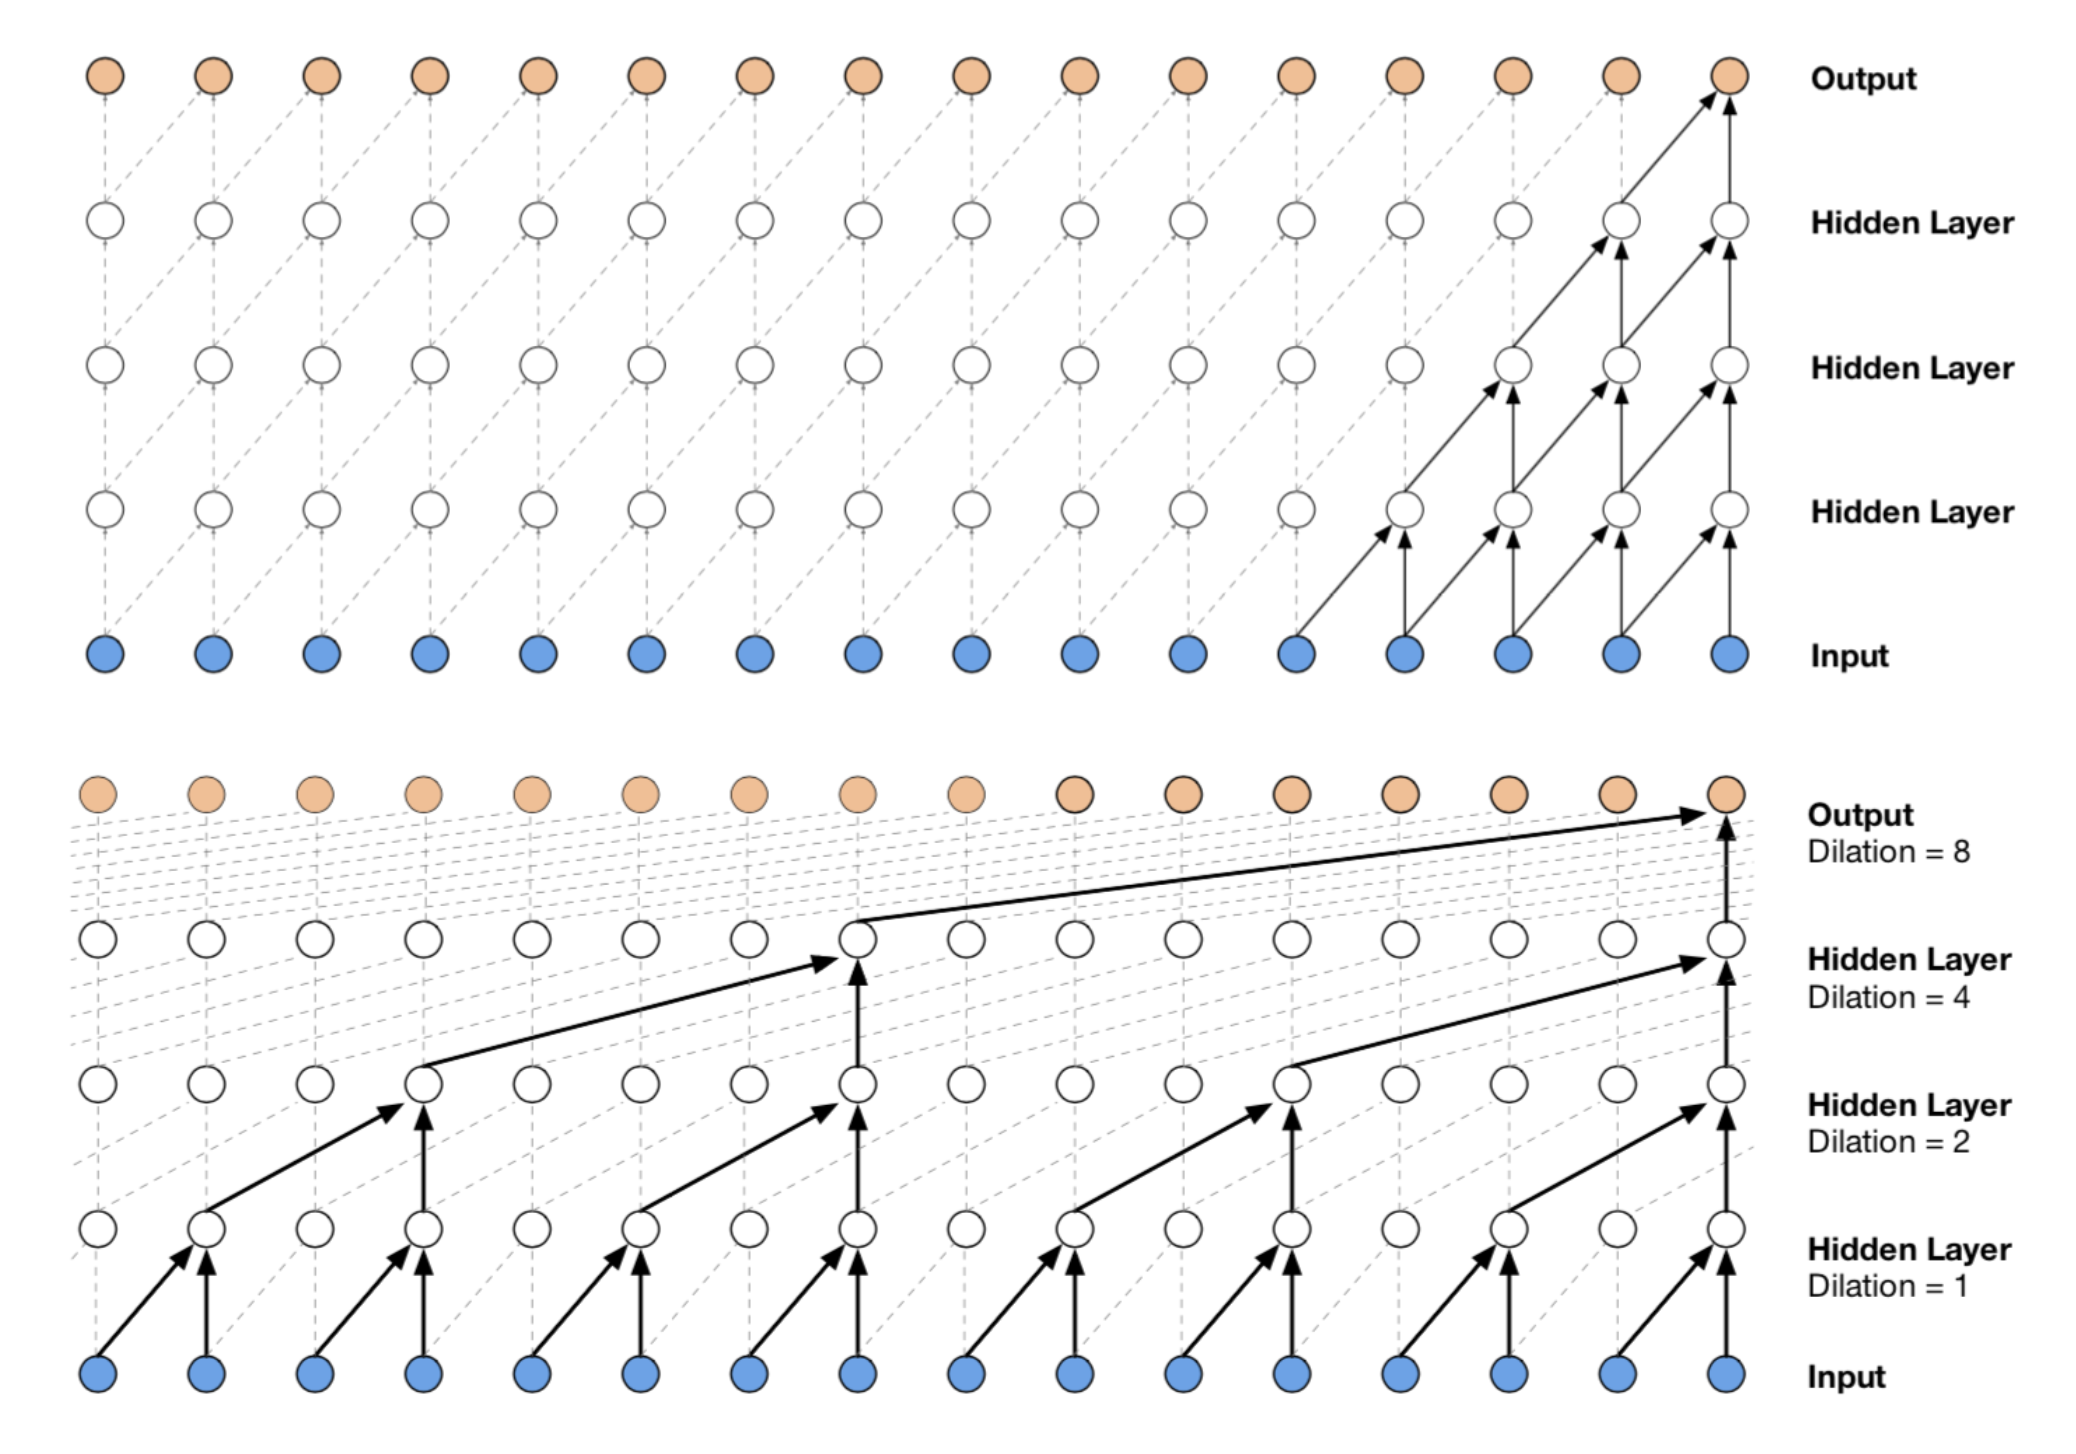 Output
Hidden Layer
Hidden Layer
Hidden Layer
Input
Output
Dilation = 8
Hidden Layer
Dilation = 4
Hidden Layer
Dilation = 2
Hidden Layer
Dilation = 1
Input